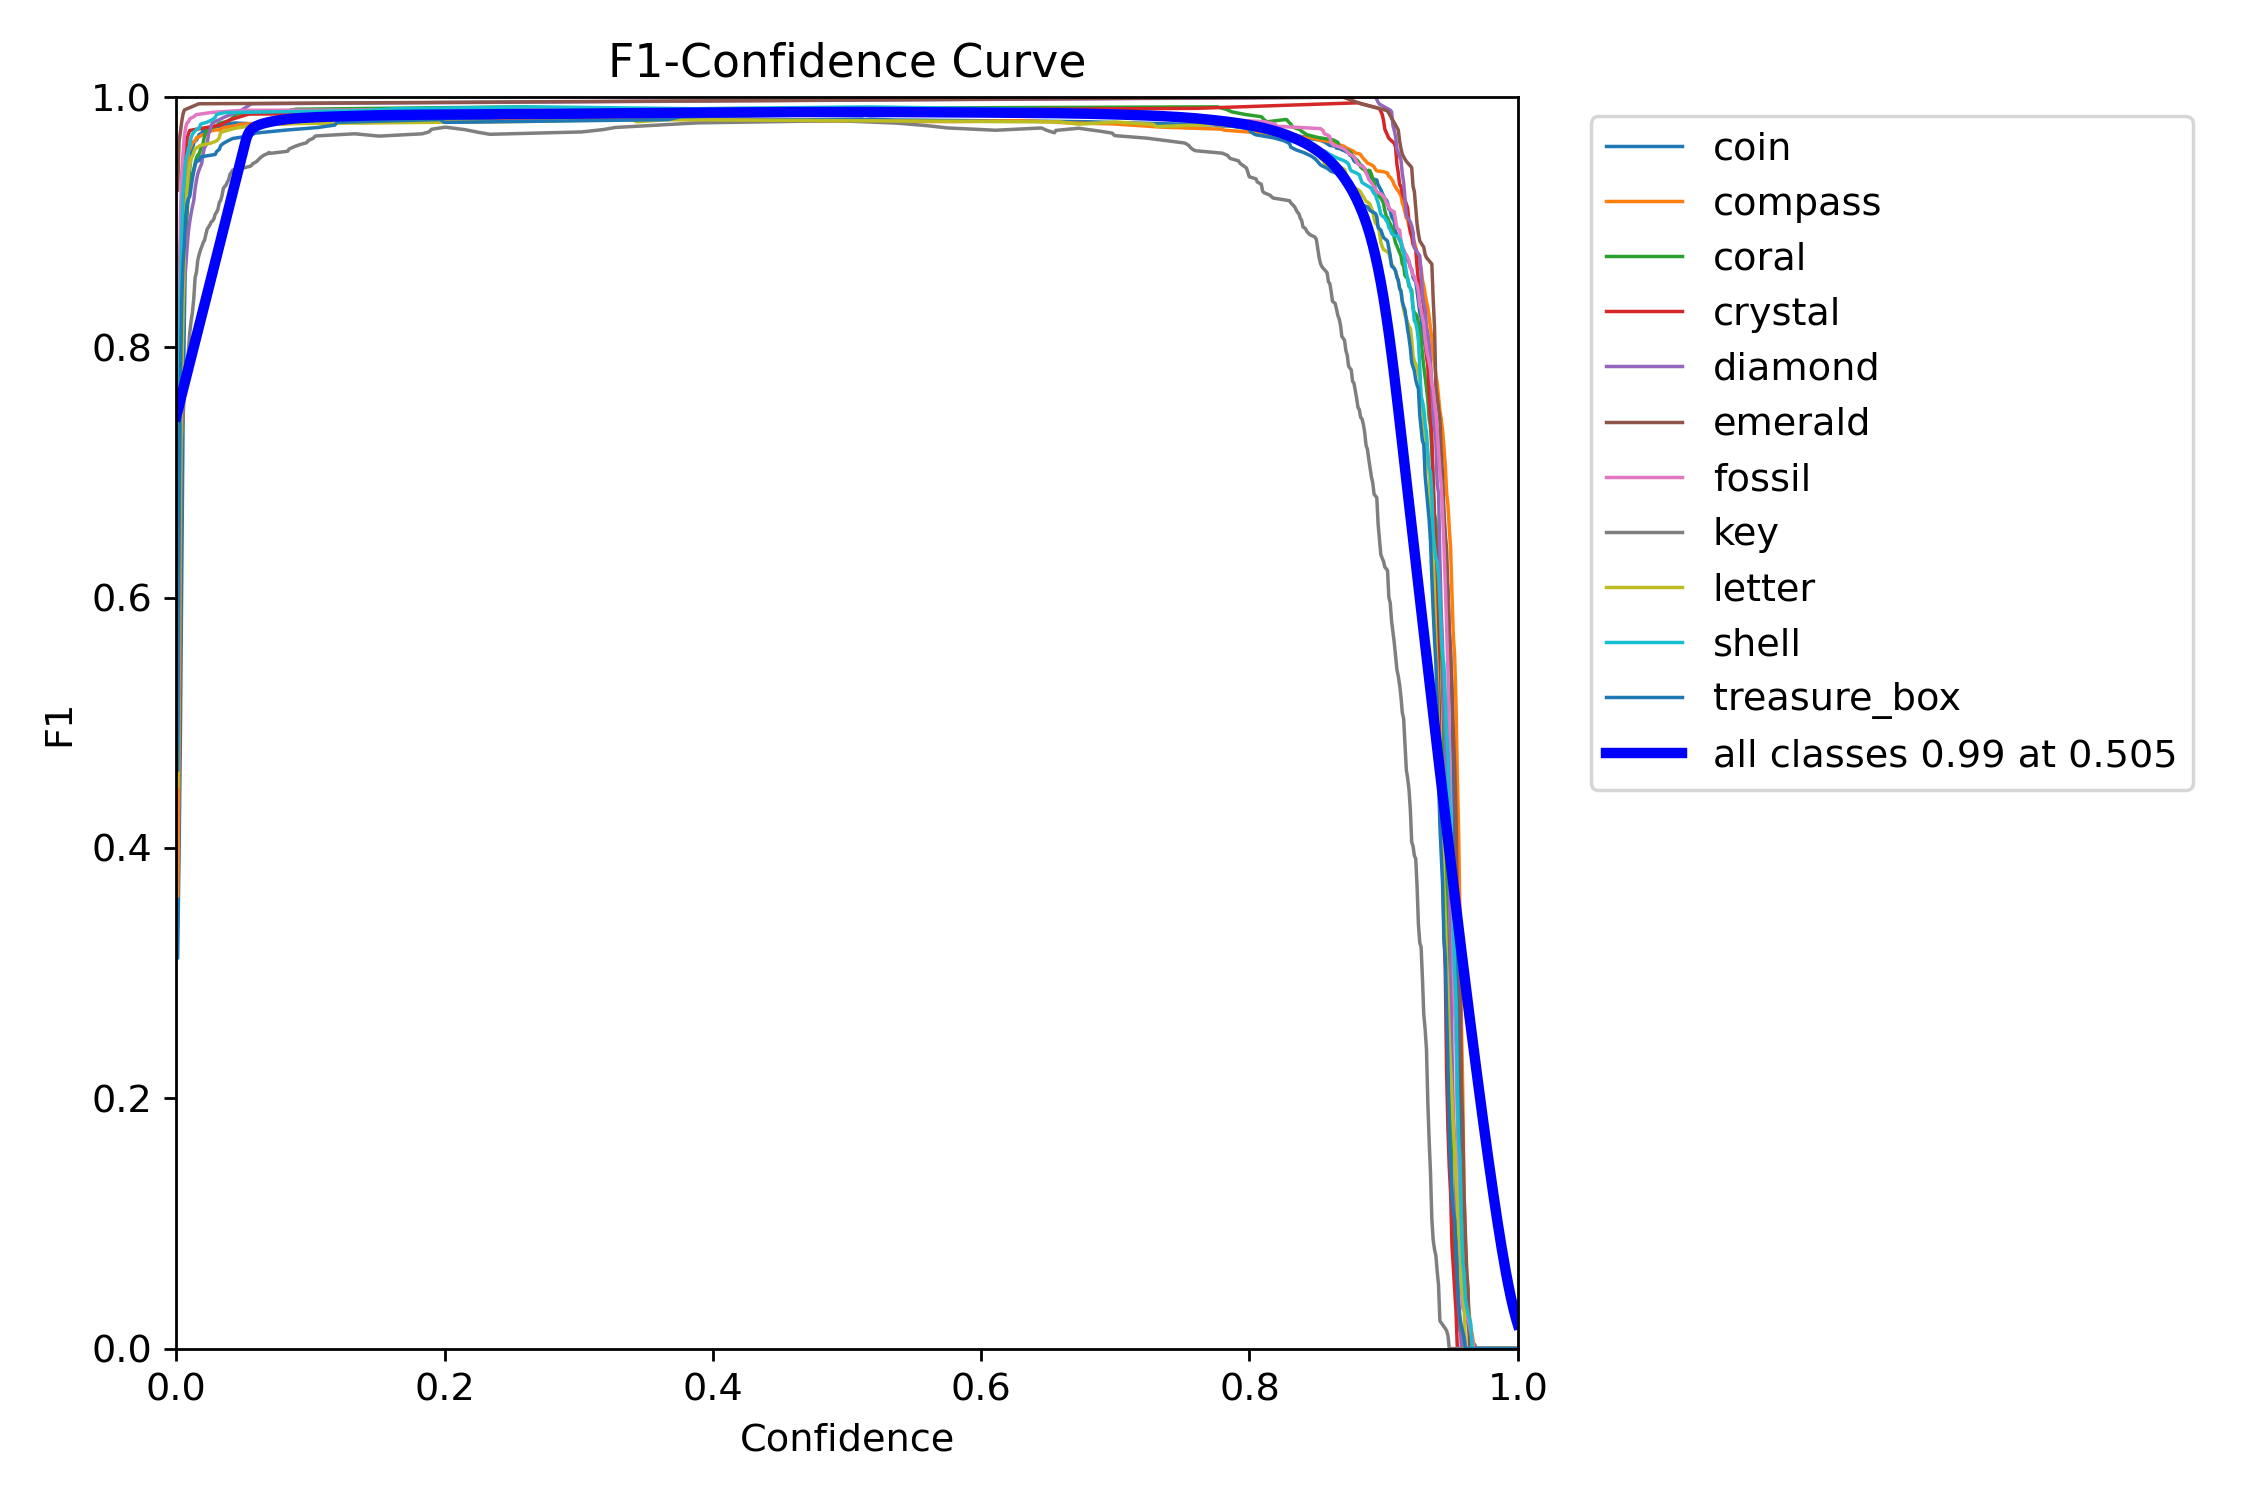 F1-Confidence Curve
1.0
0.8
0.6
0.4
0.2
0.0
F1
0.0 0.2 0.4 0.6 0.8 1.0
Confidence
coin
compass
coral
crystal
diamond
emerald
fossil
key
letter
shell
treasure_box
all classes 0.99 at 0.505